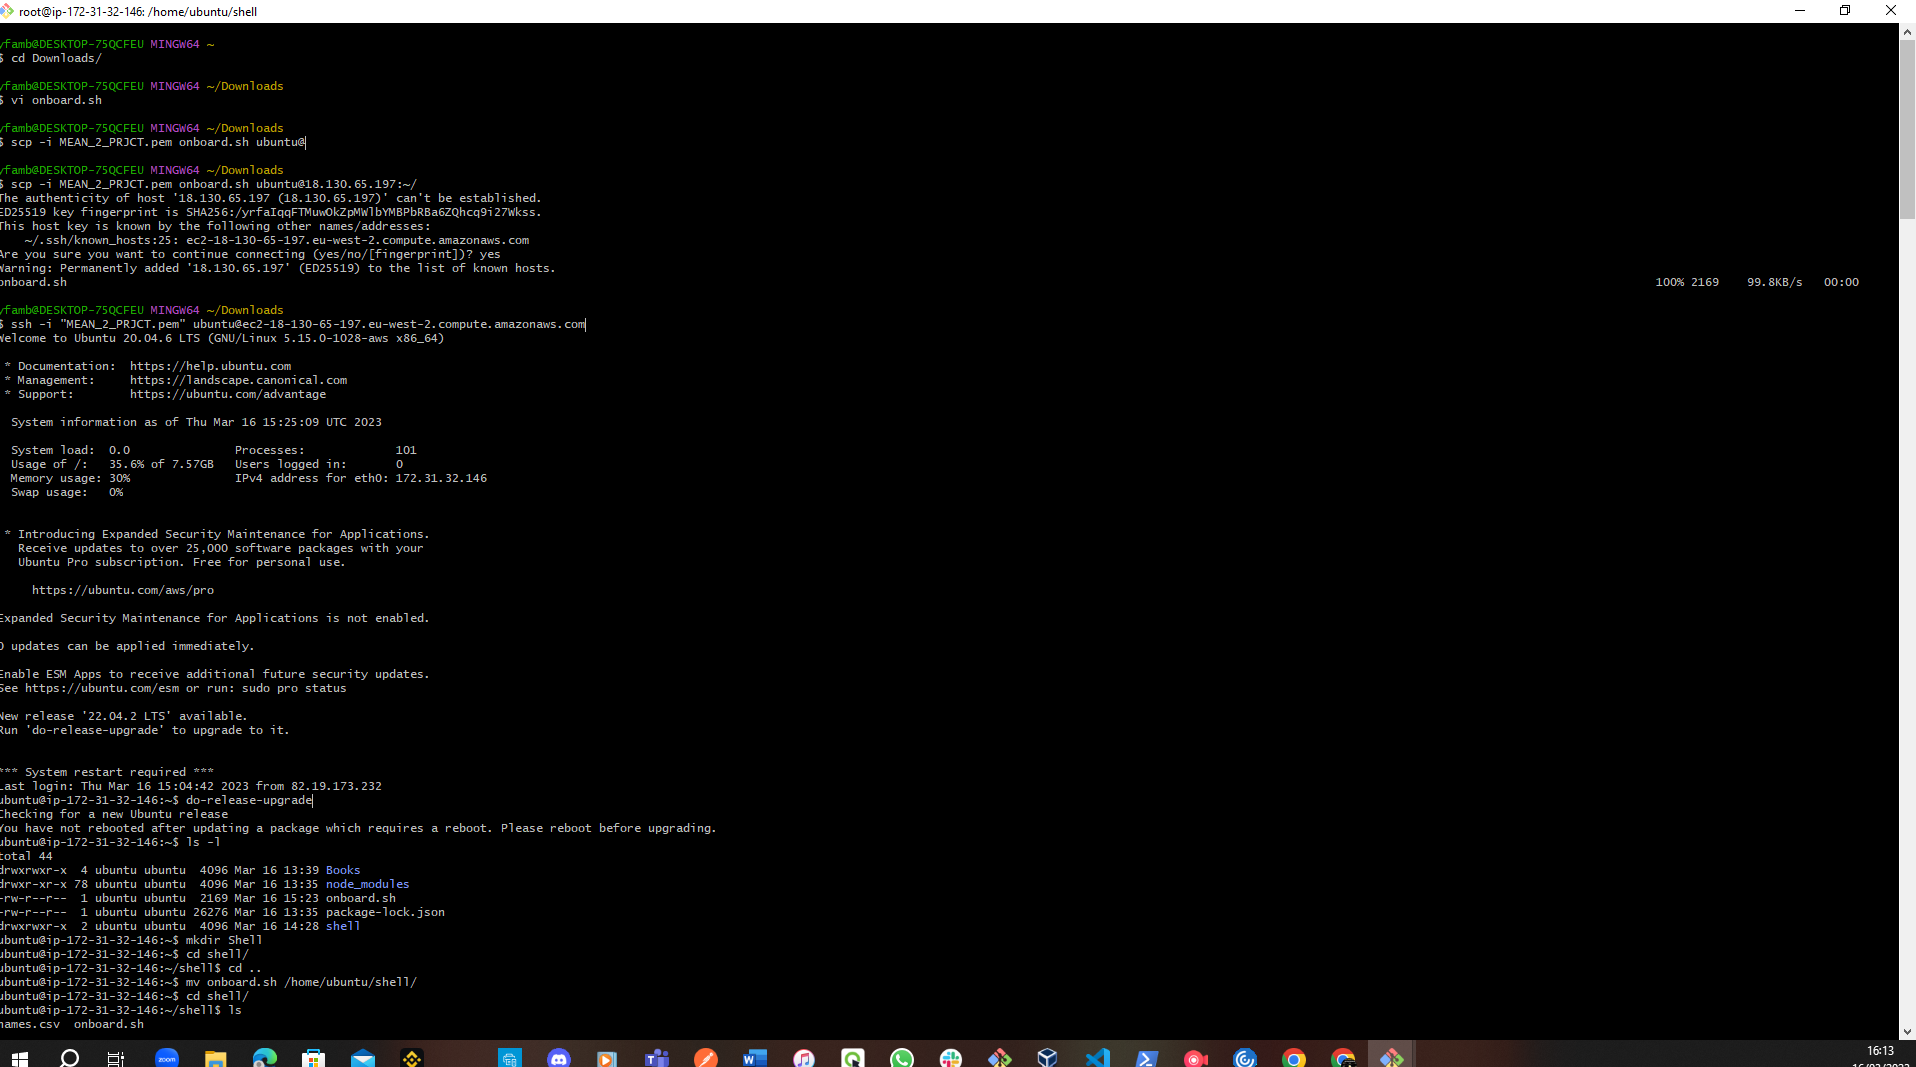 root@ip-172-31-32-146: /home/ubuntu/shell
yfamb@DESKTOP-75QCFEU MINGW64 ~
$ cd Downloads/
yfamb@DESKTOP-75QCFEU MINGW64 ~/Downloads
$ vi onboard.sh
yfamb@DESKTOP-75QCFEU MINGW64 ~/Downloads
$ scp -i MEAN_2_PRJCT.pem onboard.sh ubuntu@
yfamb@DESKTOP-75QCFEU MINGW64 ~/Downloads
$ scp -i MEAN_2_PRJCT.pem onboard.sh ubuntu@18.130.65.197:~/
The authenticity of host '18.130.65.197 (18.130.65.197)' can't be established.
ED25519 key fingerprint is SHA256:/yrfaIqqFTMuwOkZpMWlbYMBPbRBa6ZQhcq9i27Wkss.
This host key is known by the following other names/addresses:
~/.ssh/known_hosts:25: ec2-18-130-65-197.eu-west-2.compute.amazonaws.com
Are you sure you want to continue connecting (yes/no/[fingerprint])? yes
Warning: Permanently added '18.130.65.197' (ED25519) to the list of known hosts.
onboard.sh 100% 2169 99.8KB/s 00:00
yfamb@DESKTOP-75QCFEU MINGW64 ~/Downloads
$ ssh -i "MEAN_2_PRJCT.pem" ubuntu@ec2-18-130-65-197.eu-west-2.compute.amazonaws.com
Welcome to Ubuntu 20.04.6 LTS (GNU/Linux 5.15.0-1028-aws x86_64)
* Documentation: https://help.ubuntu.com
* Management: https://landscape.canonical.com
* Support: https://ubuntu.com/advantage
System information as of Thu Mar 16 15:25:09 UTC 2023
System load: 0.0 Processes: 101
Usage of /: 35.6% of 7.57GB Users logged in: 0
Memory usage: 30% IPv4 address for eth0: 172.31.32.146
Swap usage: 0%
* Introducing Expanded Security Maintenance for Applications.
Receive updates to over 25,000 software packages with your
Ubuntu Pro subscription. Free for personal use.
https://ubuntu.com/aws/pro
Expanded Security Maintenance for Applications is not enabled.
0 updates can be applied immediately.
Enable ESM Apps to receive additional future security updates.
See https://ubuntu.com/esm or run: sudo pro status
New release '22.04.2 LTS' available.
Run 'do-release-upgrade' to upgrade to it.
*** System restart required ***
Last login: Thu Mar 16 15:04:42 2023 from 82.19.173.232
ubuntu@ip-172-31-32-146:~$ do-release-upgrade
Checking for a new Ubuntu release
You have not rebooted after updating a package which requires a reboot. Please reboot before upgrading.
ubuntu@ip-172-31-32-146:~$ ls -l
total 44
drwxrwxr-x 4 ubuntu ubuntu 4096 Mar 16 13:39 Books
drwxr-xr-x 78 ubuntu ubuntu 4096 Mar 16 13:35 node_modules
-rw-r--r-- 1 ubuntu ubuntu 2169 Mar 16 15:23 onboard.sh
-rw-r--r-- 1 ubuntu ubuntu 26276 Mar 16 13:35 package-lock.json
drwxrwxr-x 2 ubuntu ubuntu 4096 Mar 16 14:28 shell
ubuntu@ip-172-31-32-146:~$ mkdir Shell
ubuntu@ip-172-31-32-146:~$ cd shell/
ubuntu@ip-172-31-32-146:~/shell$ cd ..
ubuntu@ip-172-31-32-146:~$ mv onboard.sh /home/ubuntu/shell/
ubuntu@ip-172-31-32-146:~$ cd shell/
ubuntu@ip-172-31-32-146:~/shell$ ls
names.csv onboard.sh
zoom
16:13